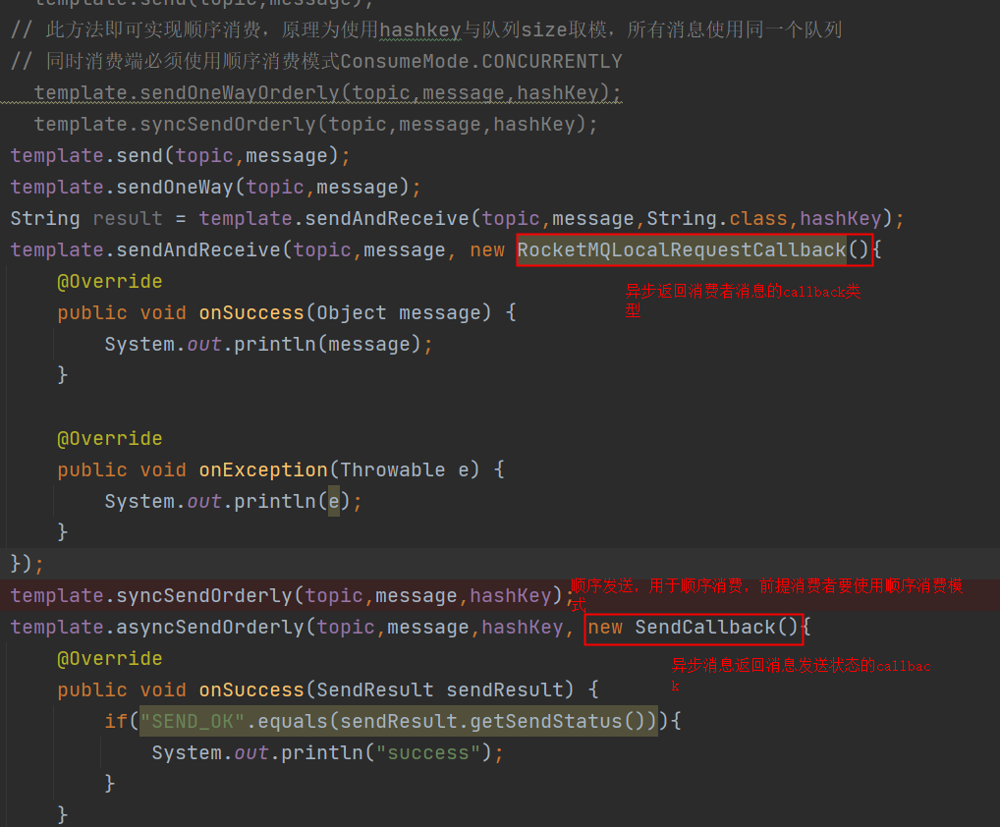 template.send(topic,message);
// 此方法即可实现顺序消费，原理为使用hashkey与队列size取模，所有消息使用同一个队列
// 同时消费端必须使用顺序消费模式ConsumeMode.CONCURRENTLY
template.sendOneWayOrderly(topic,message,hashKey);
template.syncSendOrderly(topic,message,hashKey);
template.send(topic,message);
template.sendOneWay(topic,message);
String result = template.sendAndReceive(topic,message,String.class,hashKey);
template.sendAndReceive(topic,message, new RocketMQLocalRequestCallback(){
@Override
异步返回消费者消息的callback类
型
public void onSuccess(Object message) {
System.out.println(message);
}
@Override
public void onException(Throwable e) {
System.out.println(e);
}
});
template.syncSendOrderly(topic,message,hashKey);
顺序发送，用于顺序消费，前提消费者要使用顺序消费模
式
template.asyncSendOrderly(topic,message,hashKey, new SendCallback(){
@Override
异步消息返回消息发送状态的callbac
k
public void onSuccess(SendResult sendResult) {
if("SEND_OK".equals(sendResult.getSendStatus())){
System.out.println("success");
}
}